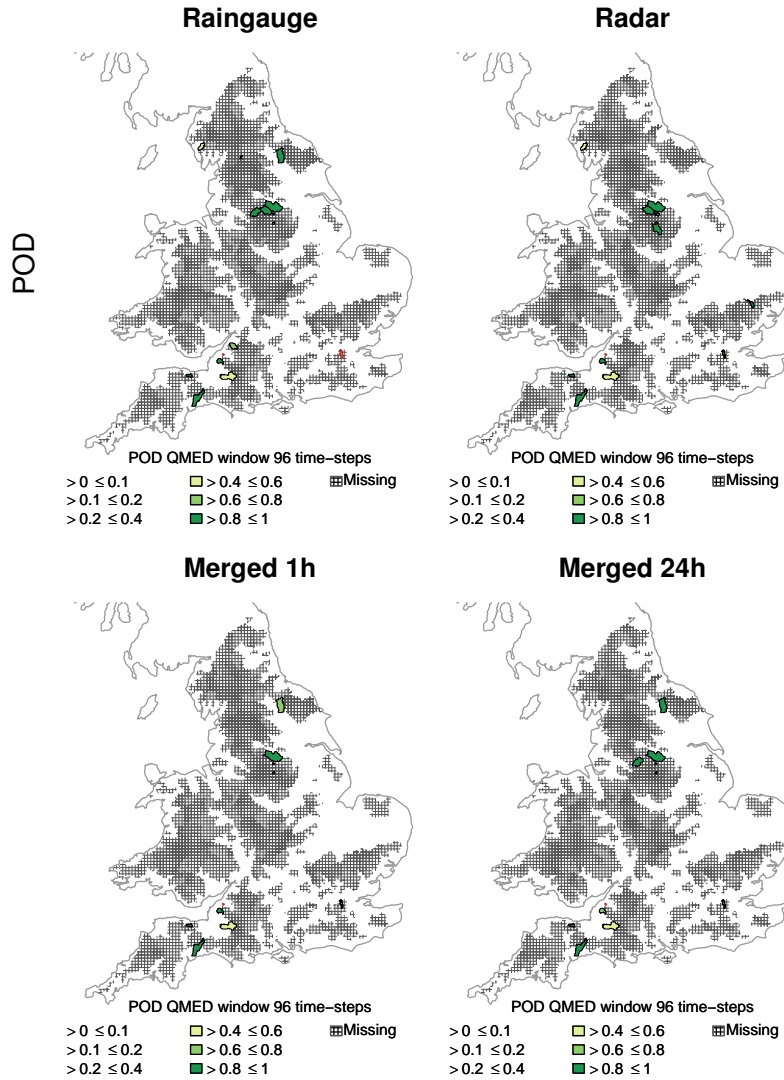 Raingauge
Radar
POD
POD QMED window 96 time−steps
> 0 ≤ 0.1 > 0.4 ≤ 0.6 Missing
> 0.1 ≤ 0.2 > 0.6 ≤ 0.8
> 0.2 ≤ 0.4 > 0.8 ≤ 1
POD QMED window 96 time−steps
> 0 ≤ 0.1 > 0.4 ≤ 0.6 Missing
> 0.1 ≤ 0.2 > 0.6 ≤ 0.8
> 0.2 ≤ 0.4 > 0.8 ≤ 1
Merged 1h
Merged 24h
POD QMED window 96 time−steps
> 0 ≤ 0.1 > 0.4 ≤ 0.6 Missing
> 0.1 ≤ 0.2 > 0.6 ≤ 0.8
> 0.2 ≤ 0.4 > 0.8 ≤ 1
POD QMED window 96 time−steps
> 0 ≤ 0.1 > 0.4 ≤ 0.6 Missing
> 0.1 ≤ 0.2 > 0.6 ≤ 0.8
> 0.2 ≤ 0.4 > 0.8 ≤ 1